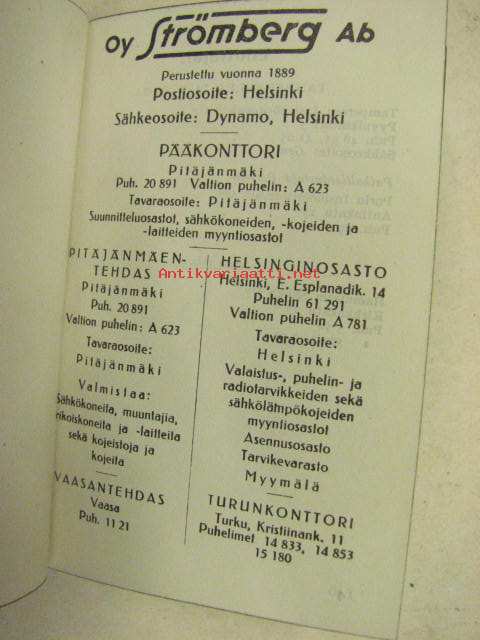 Oy Strömberg Ab
Perustettu vuonna 1889
Postiosoite: Helsinki
Sähkeosoite: Dynamo, Helsinki
PÄÄKONTTORI
Pitäjänmäki
Puh. 20 891 Valtion puhelin: A 623
Tavaraosoite: Pitäjänmäki
Suunnitteluosastot, sähkökoneiden, -kojeiden ja
-laitteiden myyntiosastot
PITÄJÄNMÄEN-
TEHDAS
Pitäjänmäki
Puh. 20 891
Valtion puhelin: A 623
Tavaraosoite:
Pitäjänmäki
Valmistaa:
Sähkökoneita, muuntajia,
erikoiskoneita ja -laitteita
sekä kojeistoja ja
kojeita
VAASANTEHDAS
Vaasa
Puh. 11 21
HELSINGINOSASTO
Helsinki, E. Esplanadik. 14
Puhelin 61 291
Valtion puhelin A 781
Tavaraosoite:
Helsinki
Valaistus-, puhelin- ja
radiotarvikkeiden sekä
sähkölämpökojeiden
myyntiosastot
Asennusosasto
Tarvikevarasto
Myymälä
TURUNKONTTORI
Turku, Kristiinank. 11
Puhelimet 14 833, 14 853
15 180
Antikvariaatti.net